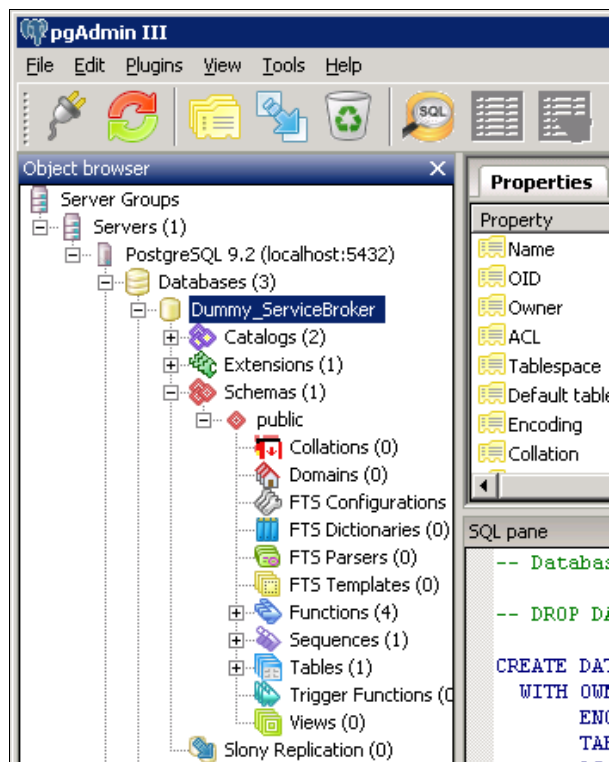 pgAdmin III
File Edit Plugins View Tools Help
SQL
Object browser
Server Groups
Servers (1)
PostgreSQL 9.2 (localhost:5432)
Databases (3)
Dummy_ServiceBroker
Catalogs (2)
Extensions (1)
Schemas (1)
public
Collations (0)
Domains (0)
FTS Configurations
FTS Dictionaries (0)
FTS Parsers (0)
FTS Templates (0)
Functions (4)
Sequences (1)
Tables (1)
Trigger Functions (0
Views (0)
Slony Replication (0)
Properties
Property
Name
OID
Owner
ACL
Tablespace
Default table
Encoding
Collation
SQL pane
-- Databas
-- DROP DA
CREATE DAT
WITH OWN
ENC
TAB